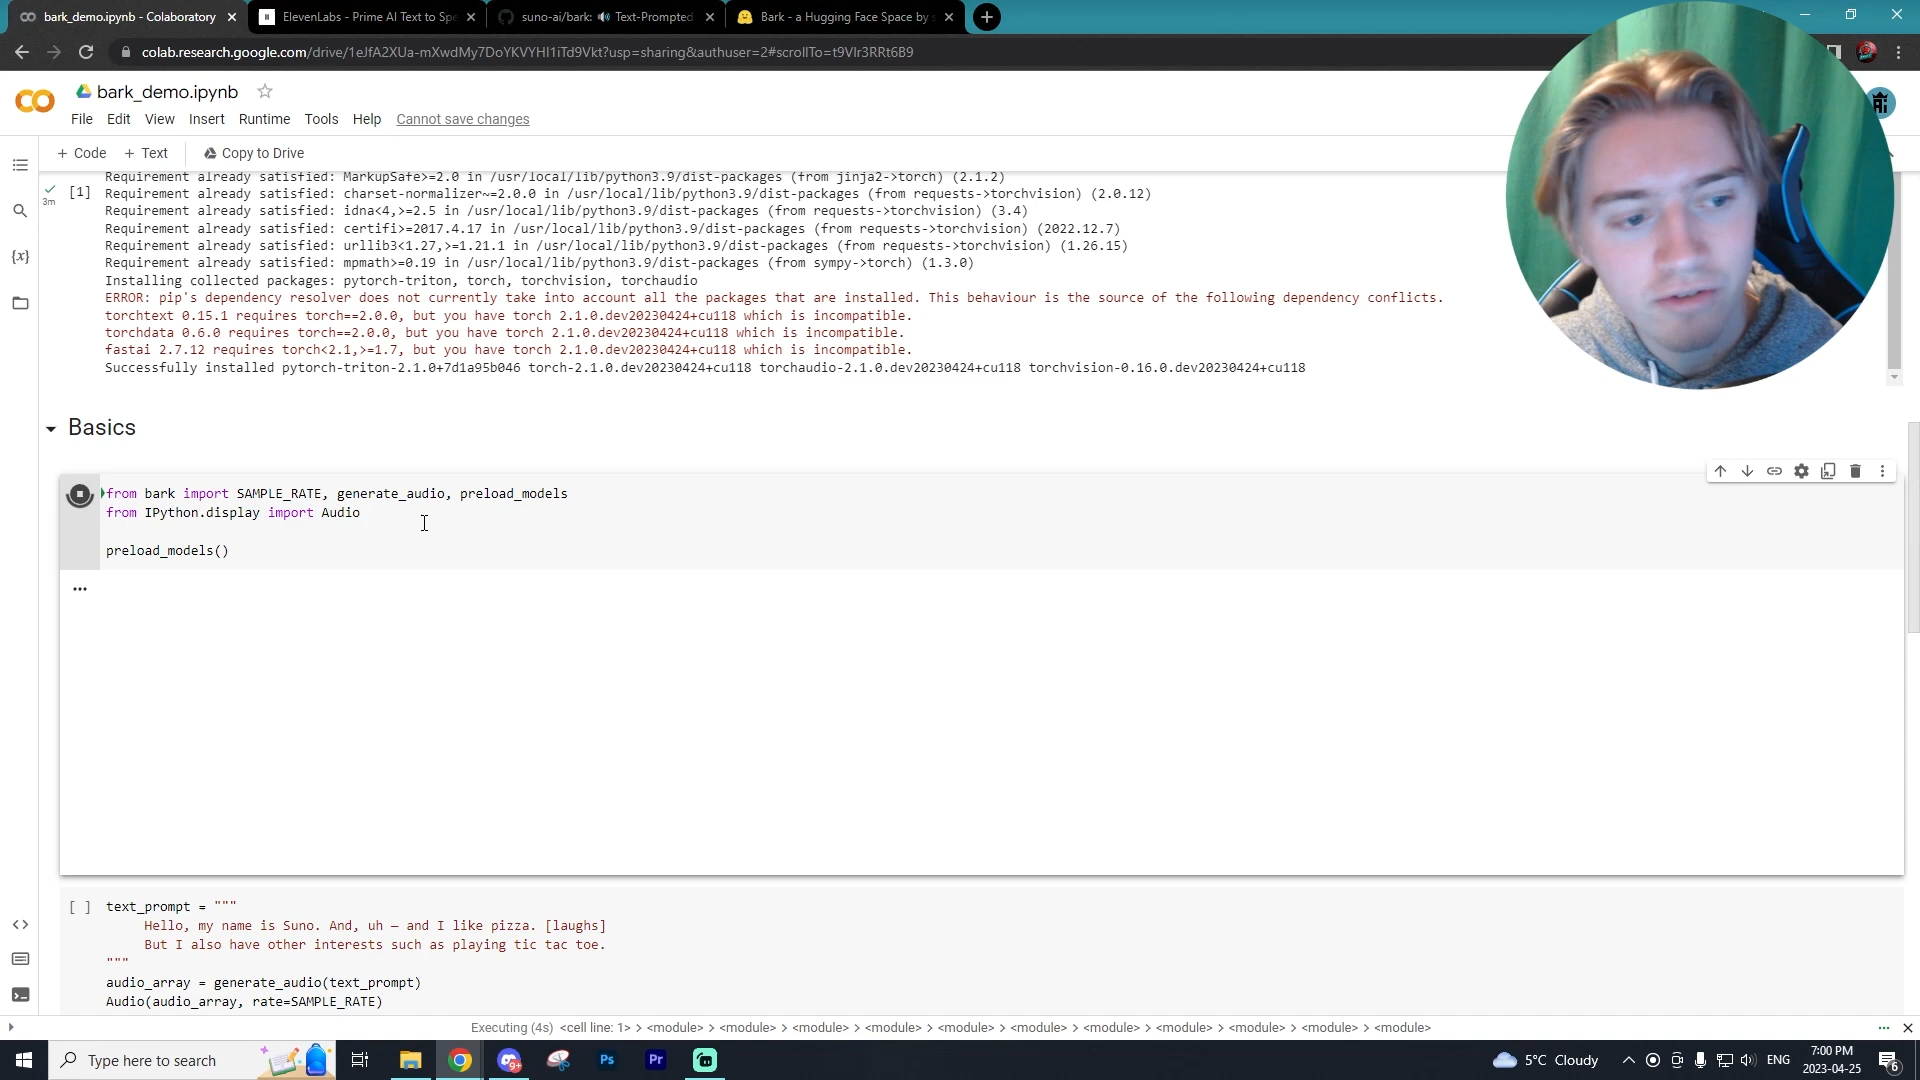 bark_demo.ipynb - Colaboratory
ElevenLabs - Prime AI Text to Spe
suno-ai/bark: 🔊 Text-Prompted
Bark - a Hugging Face Space by s
colab.research.google.com/drive/1eJfA2XUa-mXwdMy7DoYKVYHI1iTd9Vkt?usp=sharing&authuser=2#scrollTo=t9Vlr3RRt6B9
bark_demo.ipynb
File Edit View Insert Runtime Tools Help Cannot save changes
+ Code + Text Copy to Drive
Requirement already satisfied: MarkupSafe>=2.0 in /usr/local/lib/python3.9/dist-packages (from jinja2->torch) (2.1.2)
3m [1] Requirement already satisfied: charset-normalizer~=2.0.0 in /usr/local/lib/python3.9/dist-packages (from requests->torchvision) (2.0.12)
Requirement already satisfied: idna<4,>=2.5 in /usr/local/lib/python3.9/dist-packages (from requests->torchvision) (3.4)
Requirement already satisfied: certifi>=2017.4.17 in /usr/local/lib/python3.9/dist-packages (from requests->torchvision) (2022.12.7)
{x} Requirement already satisfied: urllib3<1.27,>=1.21.1 in /usr/local/lib/python3.9/dist-packages (from requests->torchvision) (1.26.15)
Requirement already satisfied: mpmath>=0.19 in /usr/local/lib/python3.9/dist-packages (from sympy->torch) (1.3.0)
Installing collected packages: pytorch-triton, torch, torchvision, torchaudio
ERROR: pip's dependency resolver does not currently take into account all the packages that are installed. This behaviour is the source of the following dependency conflicts.
torchtext 0.15.1 requires torch==2.0.0, but you have torch 2.1.0.dev20230424+cu118 which is incompatible.
torchdata 0.6.0 requires torch==2.0.0, but you have torch 2.1.0.dev20230424+cu118 which is incompatible.
fastai 2.7.12 requires torch<2.1,>=1.7, but you have torch 2.1.0.dev20230424+cu118 which is incompatible.
Successfully installed pytorch-triton-2.1.0+7d1a95b046 torch-2.1.0.dev20230424+cu118 torchaudio-2.1.0.dev20230424+cu118 torchvision-0.16.0.dev20230424+cu118
Basics
from bark import SAMPLE_RATE, generate_audio, preload_models
from IPython.display import Audio
preload_models()
[ ] text_prompt = """
Hello, my name is Suno. And, uh — and I like pizza. [laughs]
But I also have other interests such as playing tic tac toe.
"""
audio_array = generate_audio(text_prompt)
Audio(audio_array, rate=SAMPLE_RATE)
Executing (4s) <cell line: 1> > <module> > <module> > <module> > <module> > <module> > <module> > <module> > <module> > <module> > <module> > <module>
Type here to search
Ps
Pr
5°C Cloudy
ENG
7:00 PM
2023-04-25
6